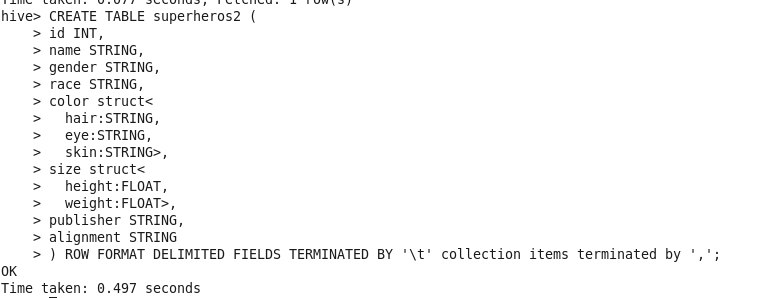 Time taken: 0.077 seconds, Fetched: 1 row(s)
hive> CREATE TABLE superheros2 (
    > id INT,
    > name STRING,
    > gender STRING,
    > race STRING,
    > color struct<
    >   hair:STRING,
    >   eye:STRING,
    >   skin:STRING>,
    > size struct<
    >   height:FLOAT,
    >   weight:FLOAT>,
    > publisher STRING,
    > alignment STRING
    > ) ROW FORMAT DELIMITED FIELDS TERMINATED BY '\t' collection items terminated by ',';
OK
Time taken: 0.497 seconds